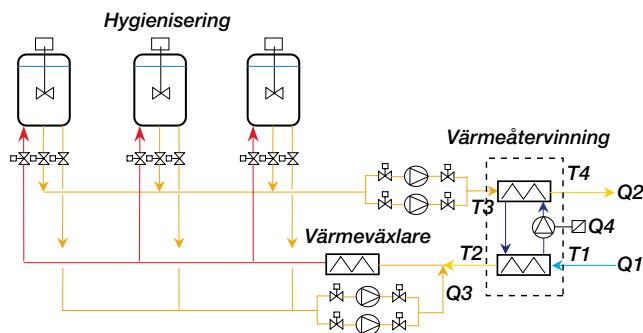 Hygienisering
Värmeåtervinning
T4
Q2
T3
Q4
Värmeväxlare
T2
T1
Q1
Q3